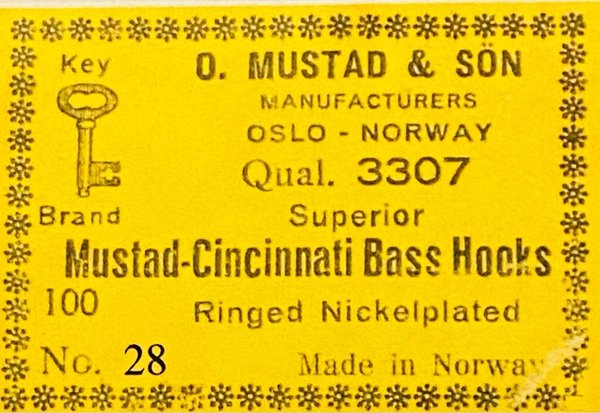 Key
Brand
O. MUSTAD & SÖN
MANUFACTURERS
OSLO - NORWAY
Qual. 3307
Superior
Mustad-Cincinnati Bass Hooks
100
Ringed Nickelplated
No. 28
Made in Norway